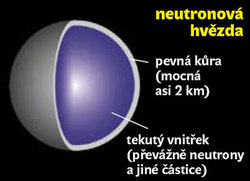 neutronová
hvězda
pevná kůra
(mocná
asi 2 km)
tekutý vnitřek
(převážně neutrony
a jiné částice)